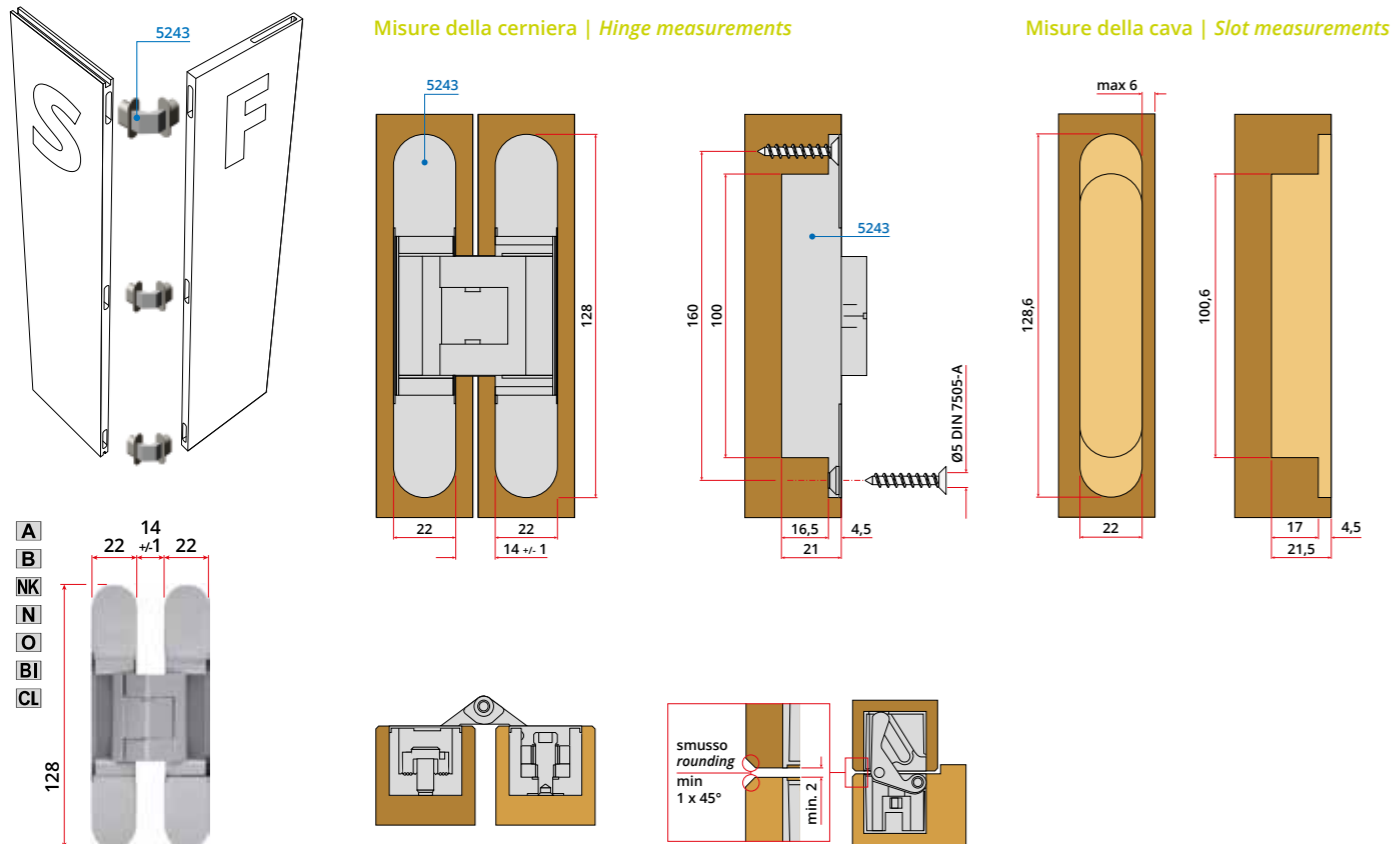 5243
S
F
Misure della cerniera | Hinge measurements
Misure della cava | Slot measurements
5243
128
22
22
14 +/- 1
5243
160
100
Ø5 DIN 7505-A
16,5
4,5
21
max 6
128,6
22
100,6
17
4,5
21,5
A
B
NK
N
O
BI
CL
14
22 +/-1 22
128
smusso
rounding
min
1 x 45°
min. 2